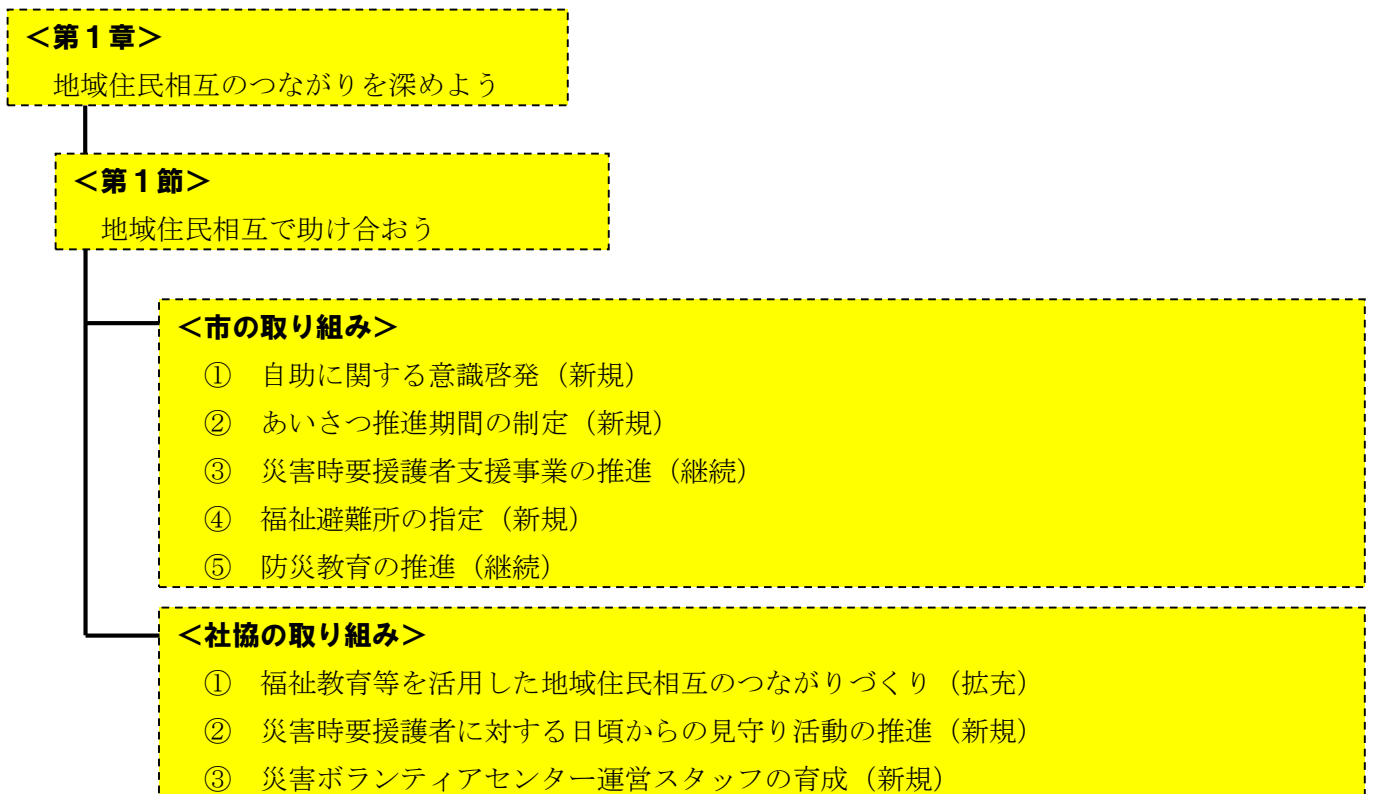 ＜第１章＞
地域住民相互のつながりを深めよう
＜第１節＞
地域住民相互で助け合おう
＜市の取り組み＞
① 自助に関する意識啓発（新規）
② あいさつ推進期間の制定（新規）
③ 災害時要援護者支援事業の推進（継続）
④ 福祉避難所の指定（新規）
⑤ 防災教育の推進（継続）
＜社協の取り組み＞
① 福祉教育等を活用した地域住民相互のつながりづくり（拡充）
② 災害時要援護者に対する日頃からの見守り活動の推進（新規）
③ 災害ボランティアセンター運営スタッフの育成（新規）